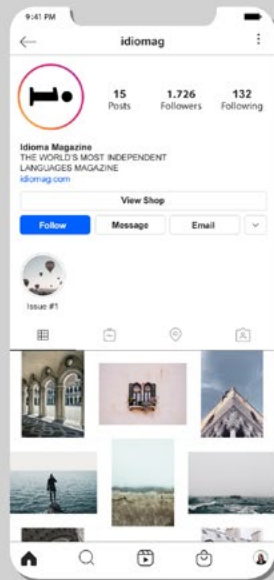 9:41 PM
idiomag
15 1.726 132
Posts Followers Following
Idioma Magazine
THE WORLD'S MOST INDEPENDENT
LANGUAGES MAGAZINE
idiomag.com
View Shop
Follow Message Email
Issue #1